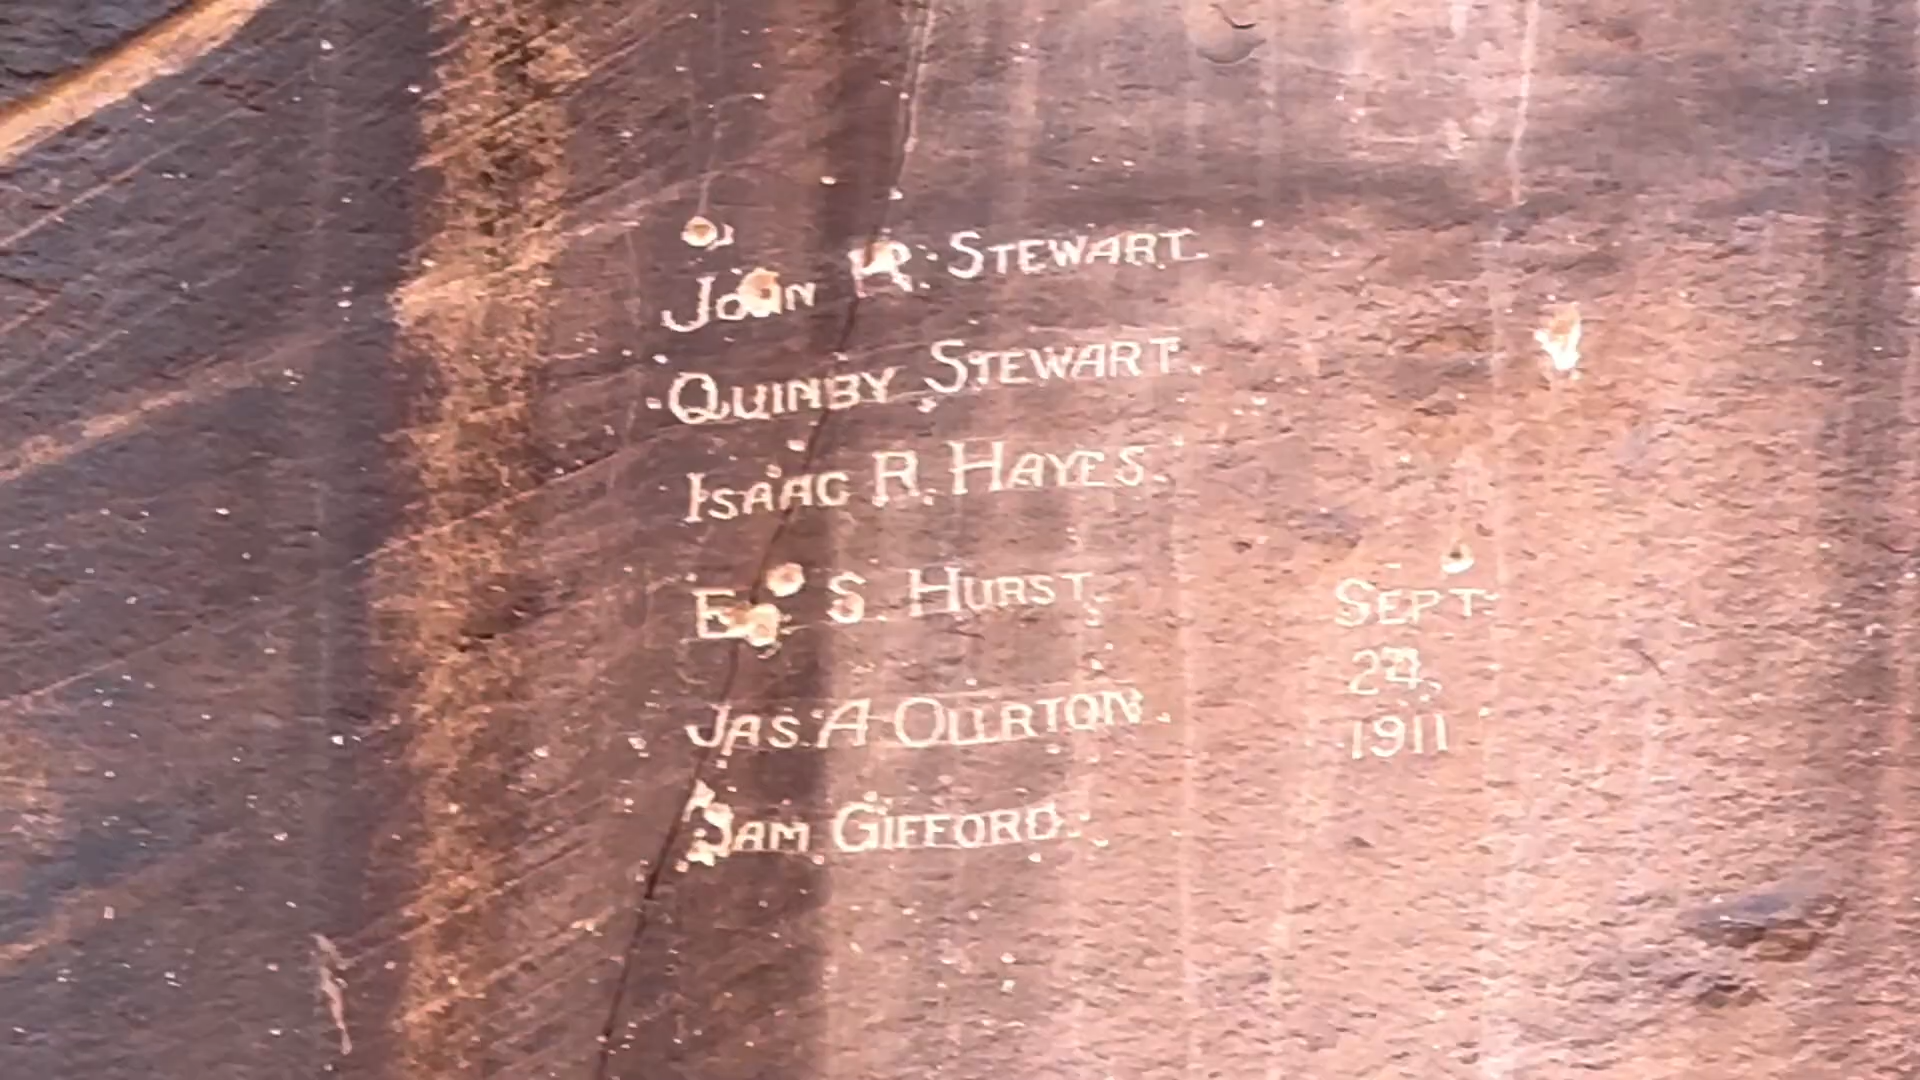 John R. Stewart.
Quinby Stewart.
Isaac R. Hayes.
E. S. Hurst.
Jas. A. Ollrton.
Sam Gifford.
Sept.
24,
1911